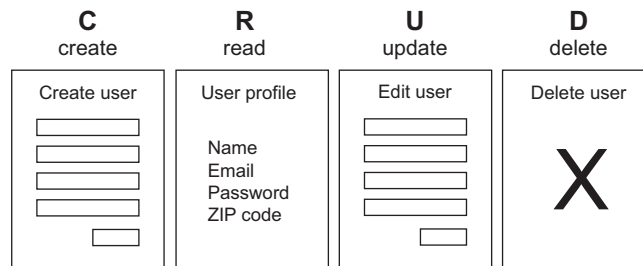 C
create
R
read
U
update
D
delete
Create user
User profile
Name
Email
Password
ZIP code
Edit user
Delete user
X